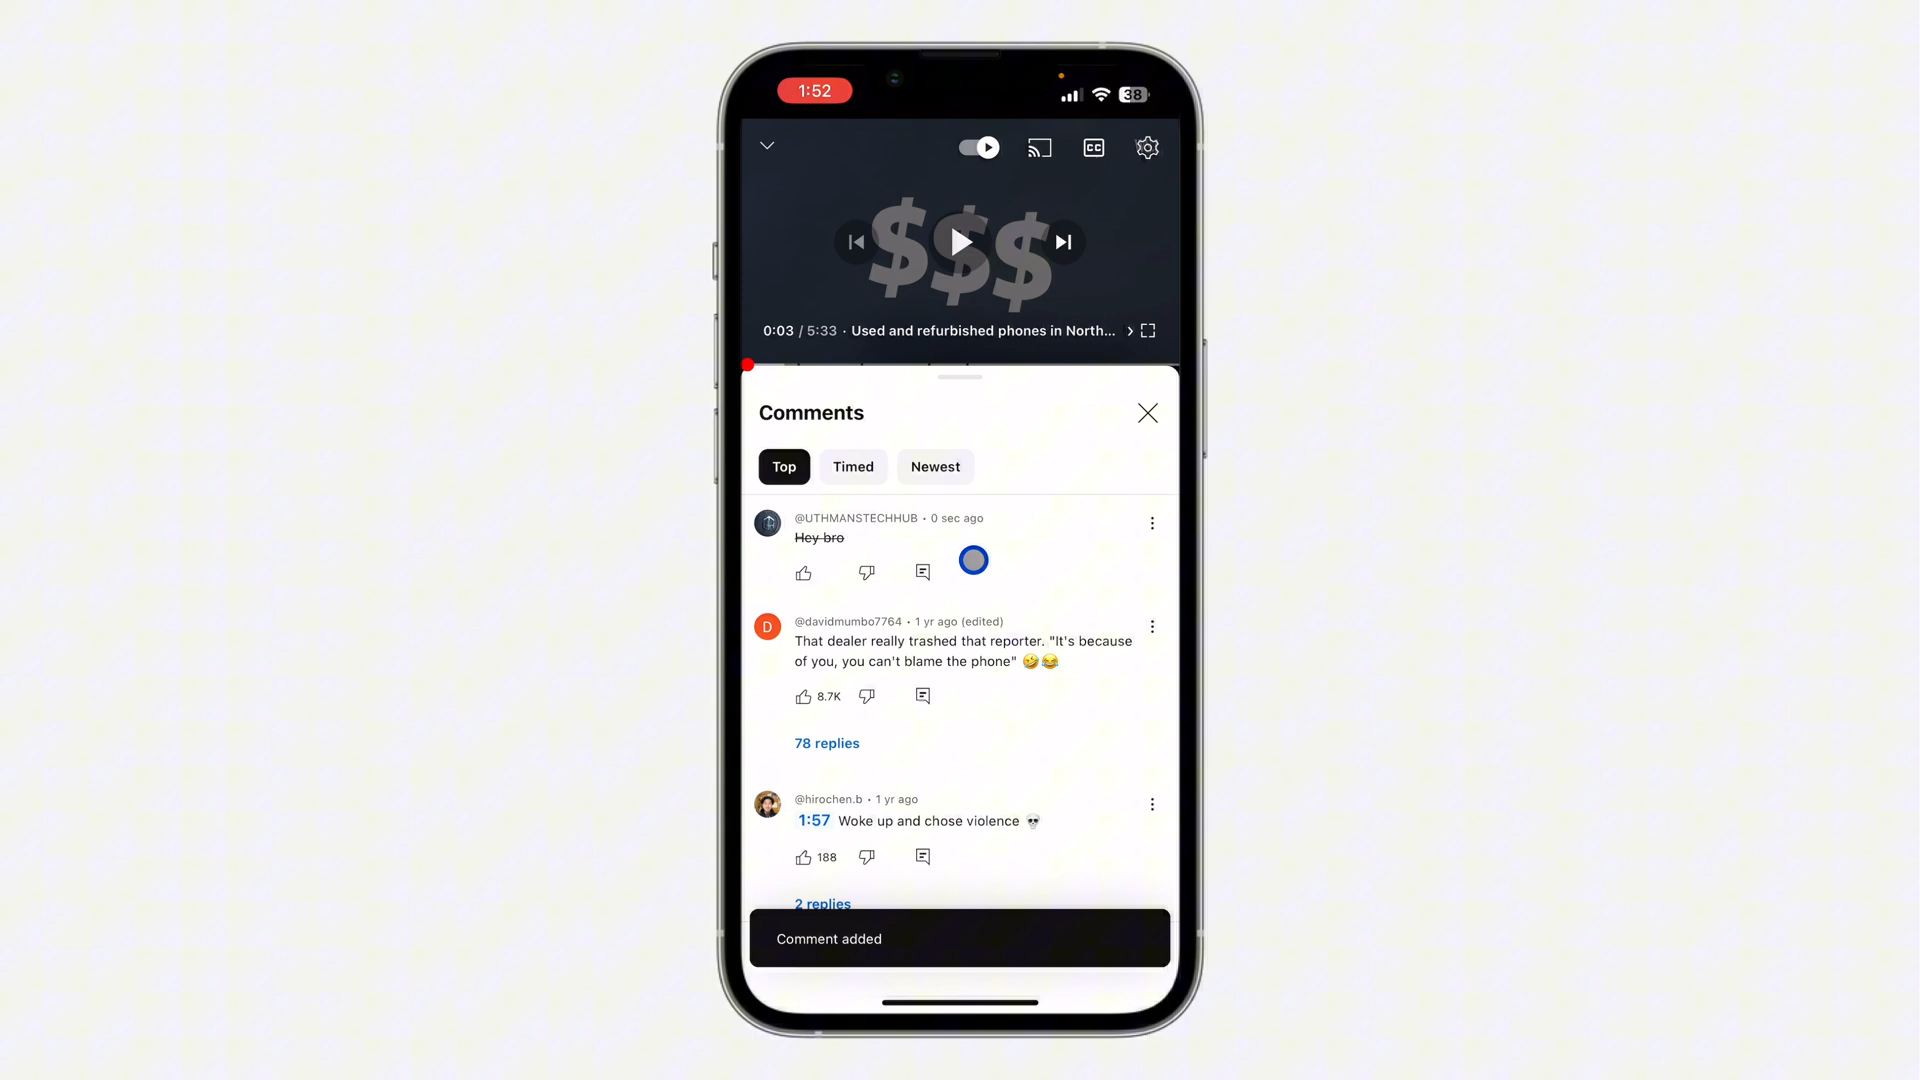 1:52
38
CC
$$$
0:03 / 5:33 · Used and refurbished phones in North...
Comments
Top Timed Newest
@UTHMANSTECHHUB • 0 sec ago
Hey bro
D
@davidmumbo7764 • 1 yr ago (edited)
That dealer really trashed that reporter. "It's because
of you, you can't blame the phone" 🤣😂
8.7K
78 replies
@hirochen.b • 1 yr ago
1:57 Woke up and chose violence 💀
188
2 replies
Comment added